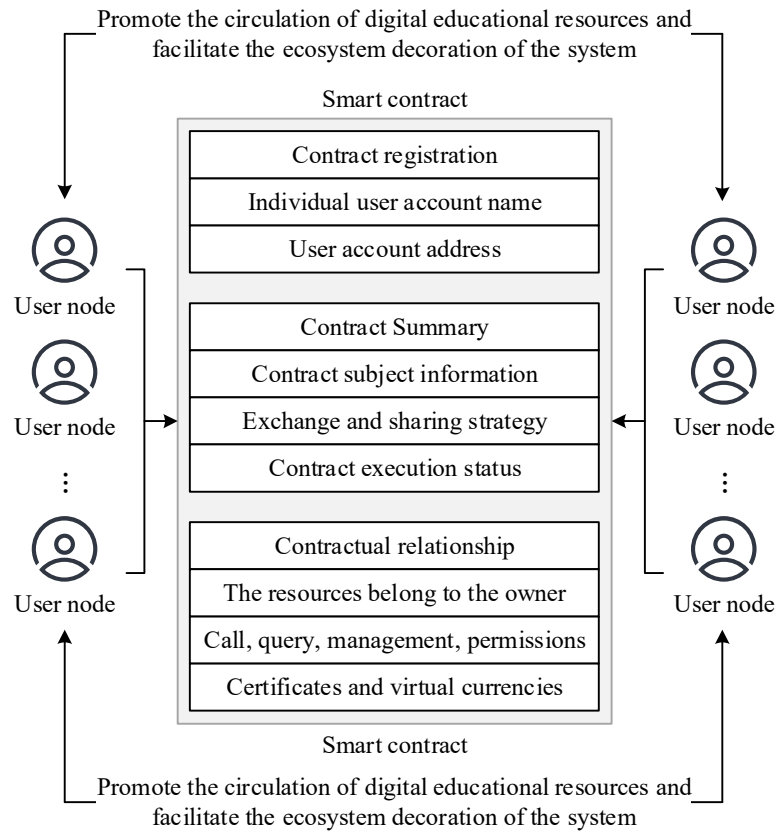 Promote the circulation of digital educational resources and
facilitate the ecosystem decoration of the system
Smart contract
Contract registration
Individual user account name
User account address
User node
User node
Contract Summary
Contract subject information
Exchange and sharing strategy
Contract execution status
User node
User node
⋮
⋮
Contractual relationship
The resources belong to the owner
Call, query, management, permissions
Certificates and virtual currencies
User node
User node
Smart contract
Promote the circulation of digital educational resources and
facilitate the ecosystem decoration of the system